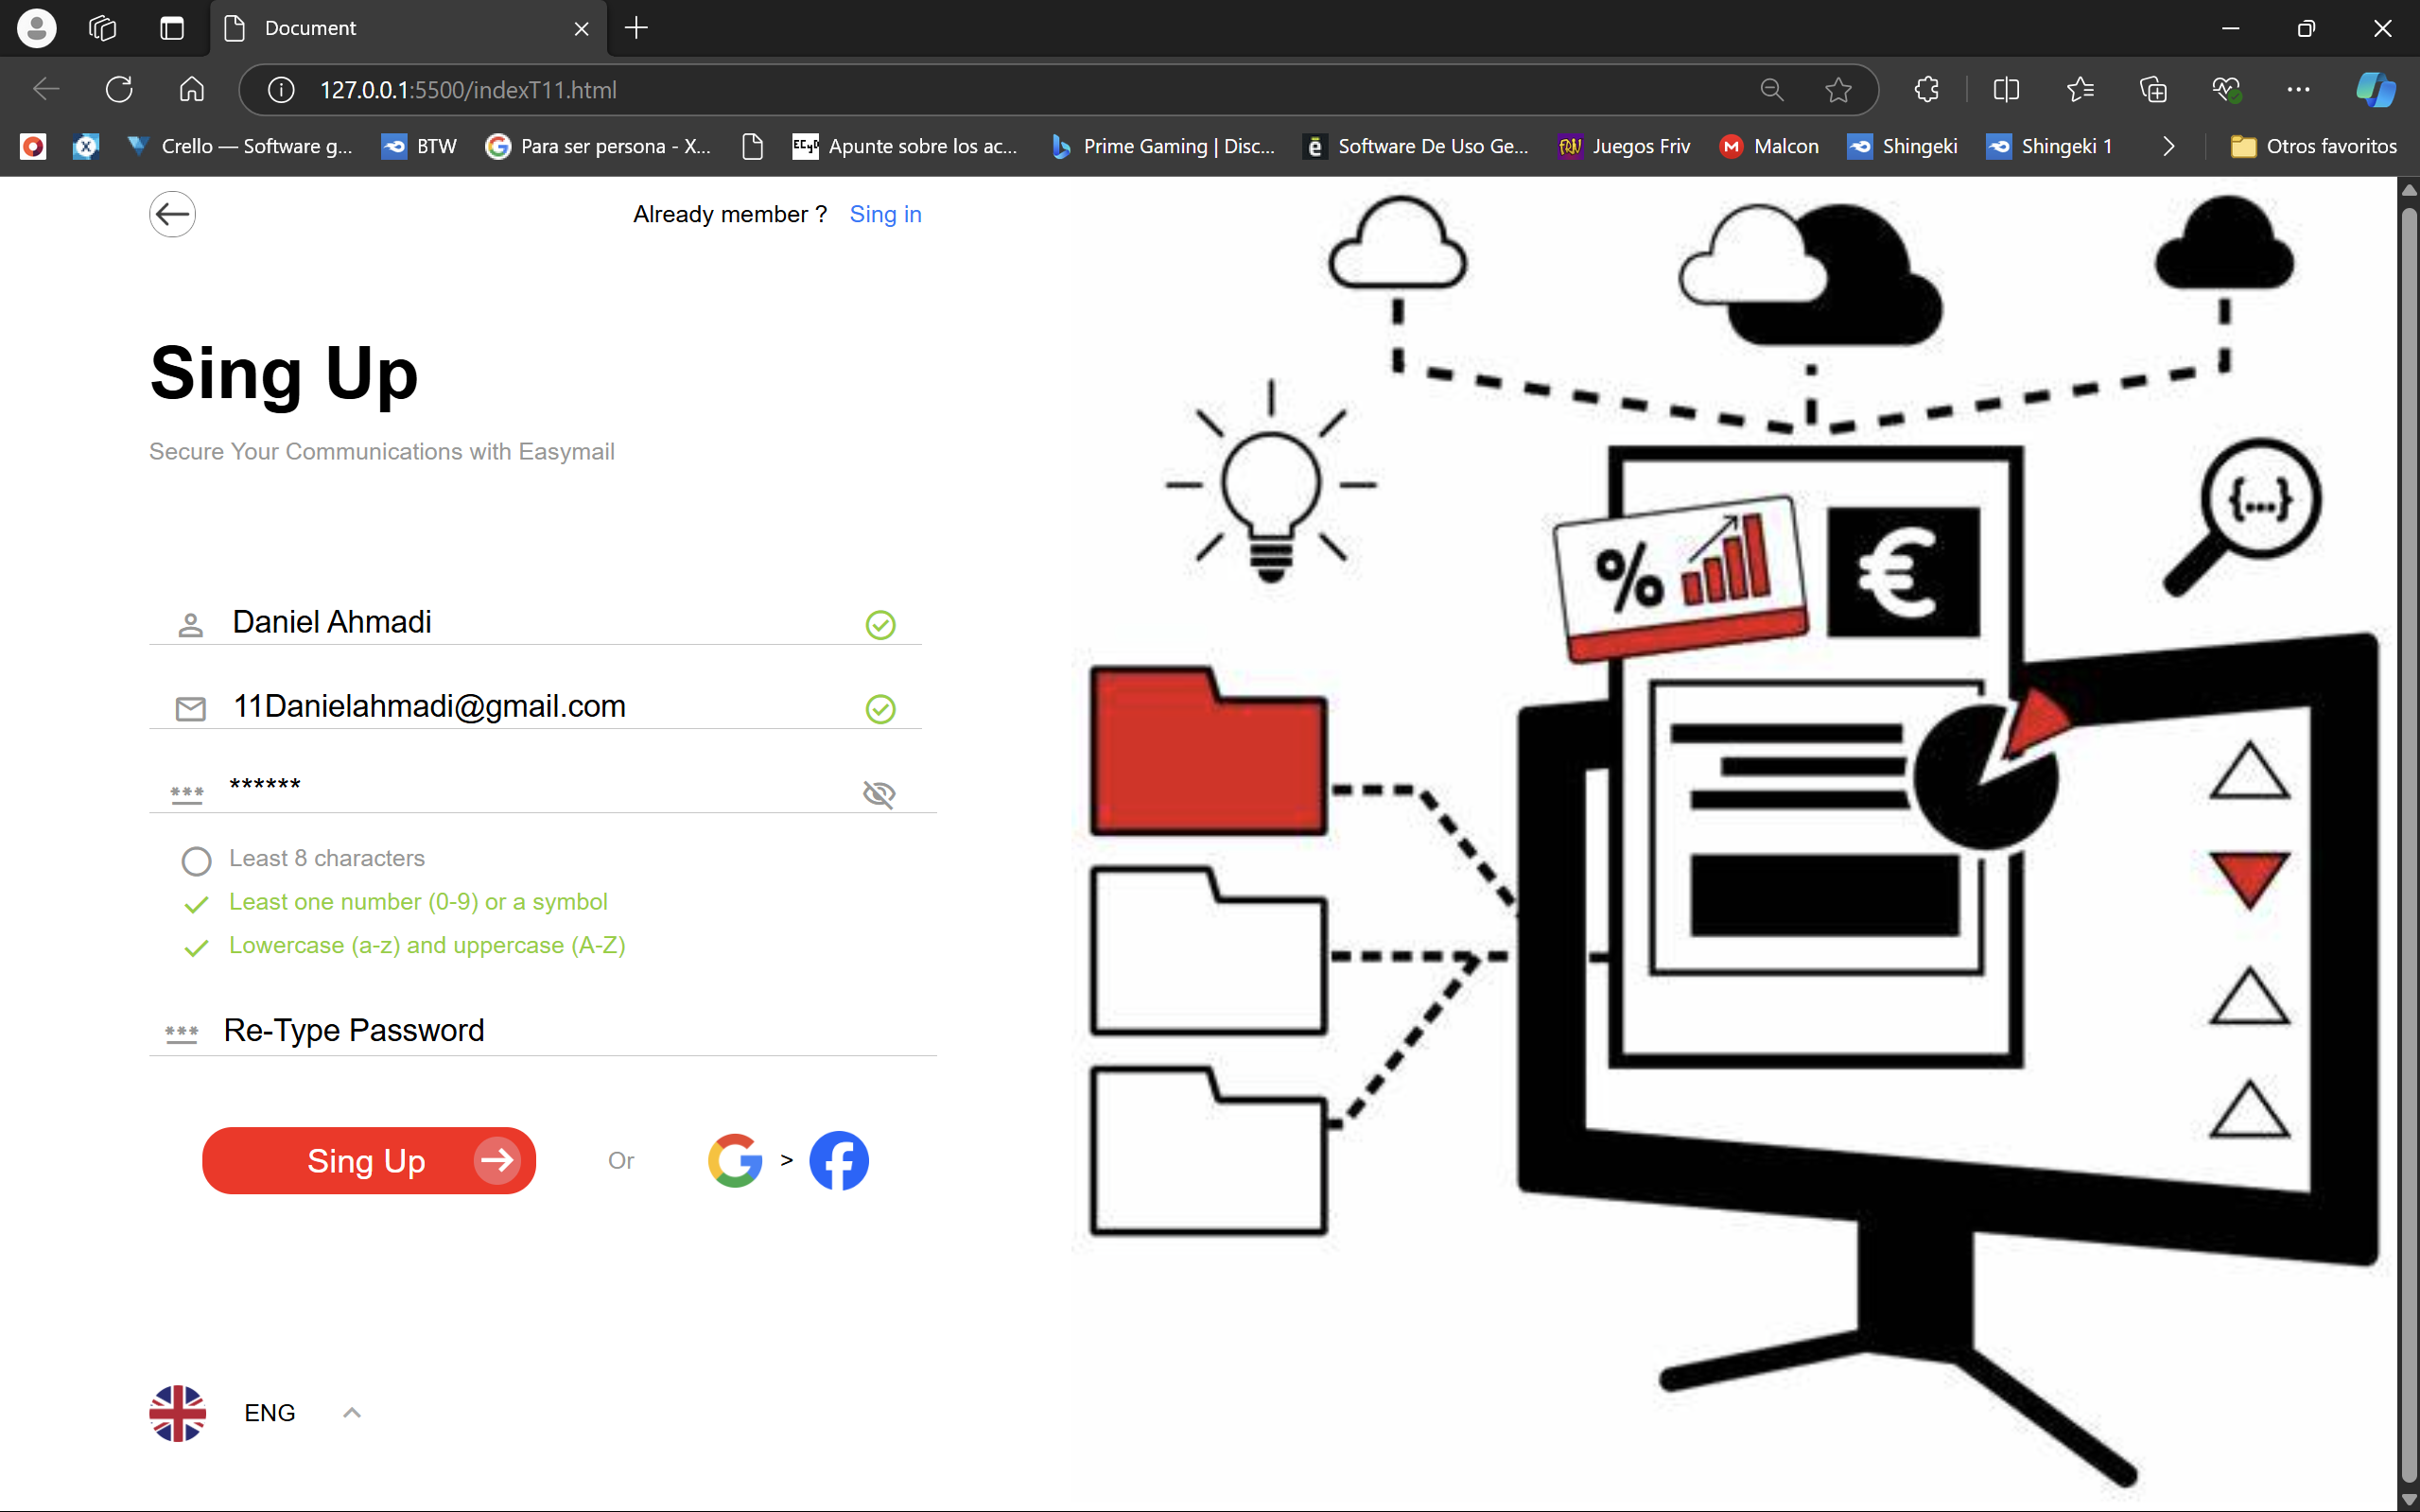 Document
127.0.0.1:5500/indexT11.html
Crello — Software g...
BTW
Para ser persona - X...
ECyD
Apunte sobre los ac...
Prime Gaming | Disc...
Software De Uso Ge...
Juegos Friv
Malcon
Shingeki
Shingeki 1
Otros favoritos
Already member ? Sing in
Sing Up
Secure Your Communications with Easymail
Daniel Ahmadi
11Danielahmadi@gmail.com
*** ******
Least 8 characters
Least one number (0-9) or a symbol
Lowercase (a-z) and uppercase (A-Z)
*** Re-Type Password
Sing Up
Or
>
ENG
%
€
{...}